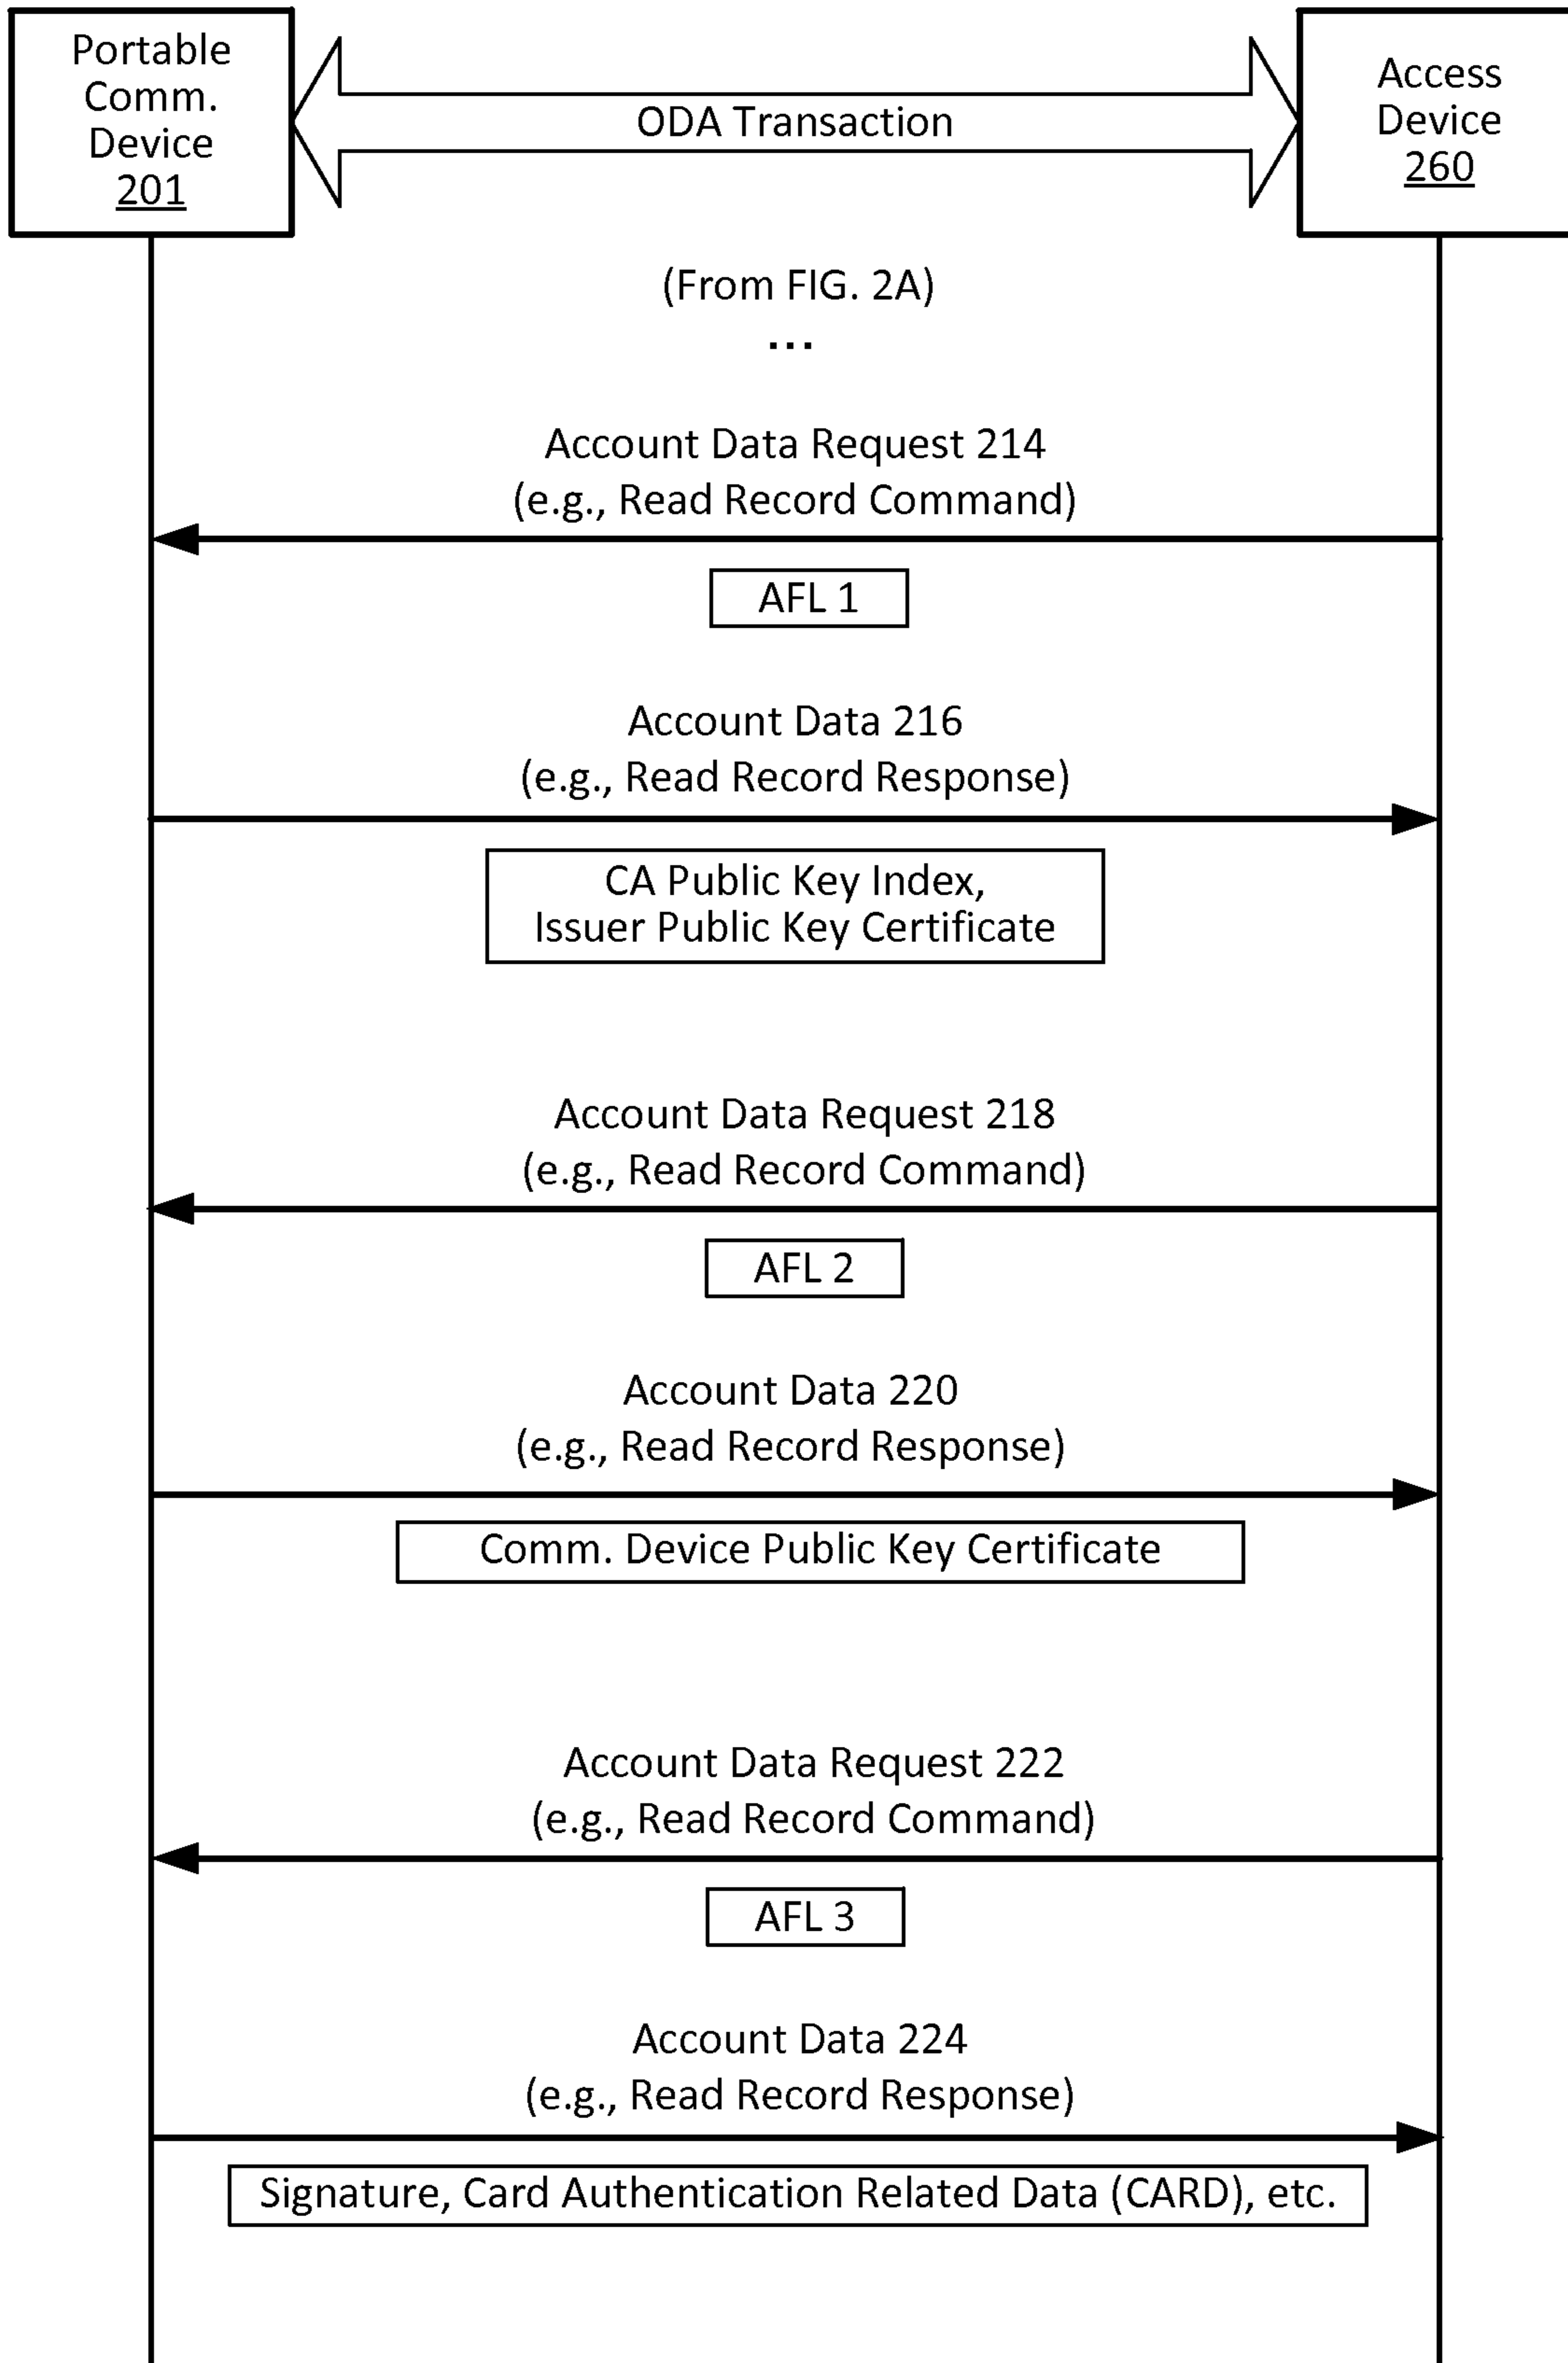 Portable
Comm.
Device
201
ODA Transaction
Access
Device
260
(From FIG. 2A)
...
Account Data Request 214
(e.g., Read Record Command)
AFL 1
Account Data 216
(e.g., Read Record Response)
CA Public Key Index,
Issuer Public Key Certificate
Account Data Request 218
(e.g., Read Record Command)
AFL 2
Account Data 220
(e.g., Read Record Response)
Comm. Device Public Key Certificate
Account Data Request 222
(e.g., Read Record Command)
AFL 3
Account Data 224
(e.g., Read Record Response)
Signature, Card Authentication Related Data (CARD), etc.